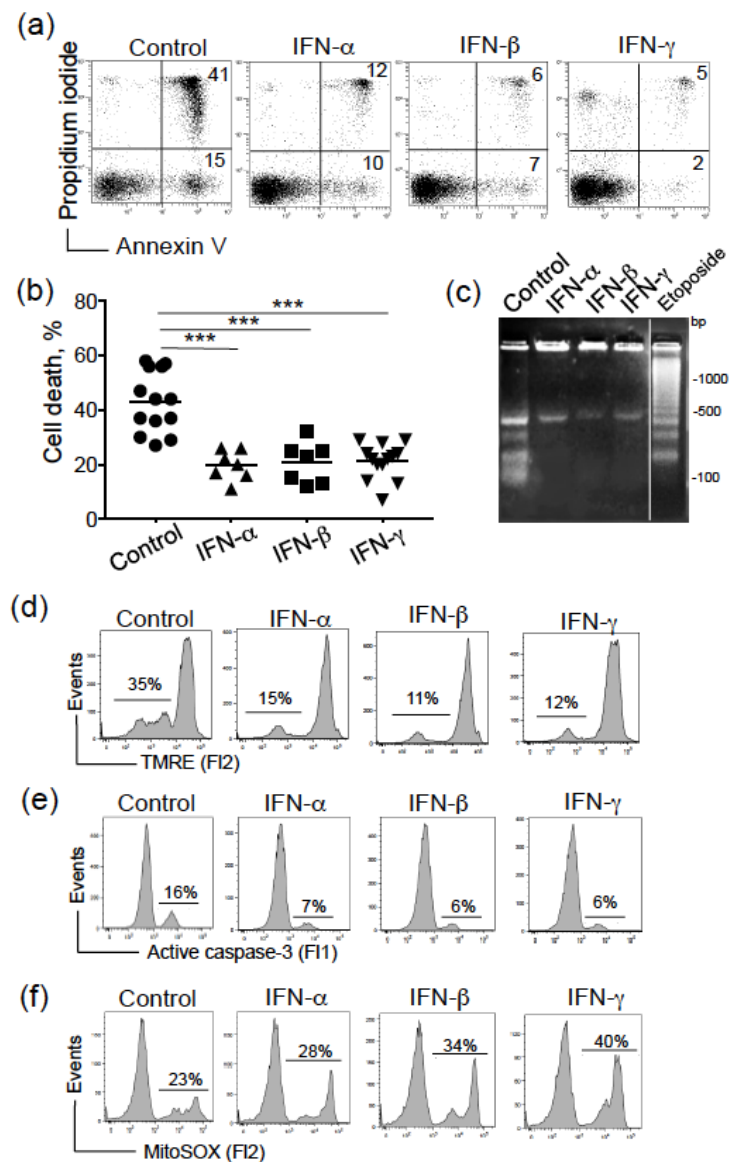 (a)
Control IFN-α IFN-β IFN-γ
Propidium iodide
41 12 6 5
15 10 7 2
Annexin V
(b)
80
60
40
20
0
Cell death, %
*** 
***
***
Control IFN-α IFN-β IFN-γ
(c)
Control IFN-α IFN-β IFN-γ Etoposide
bp
-1000
-500
-100
(d)
Control IFN-α IFN-β IFN-γ
Events
35% 15% 11% 12%
TMRE (Fl2)
(e)
Control IFN-α IFN-β IFN-γ
Events
16% 7% 6% 6%
Active caspase-3 (Fl1)
(f)
Control IFN-α IFN-β IFN-γ
Events
23% 28% 34% 40%
MitoSOX (Fl2)